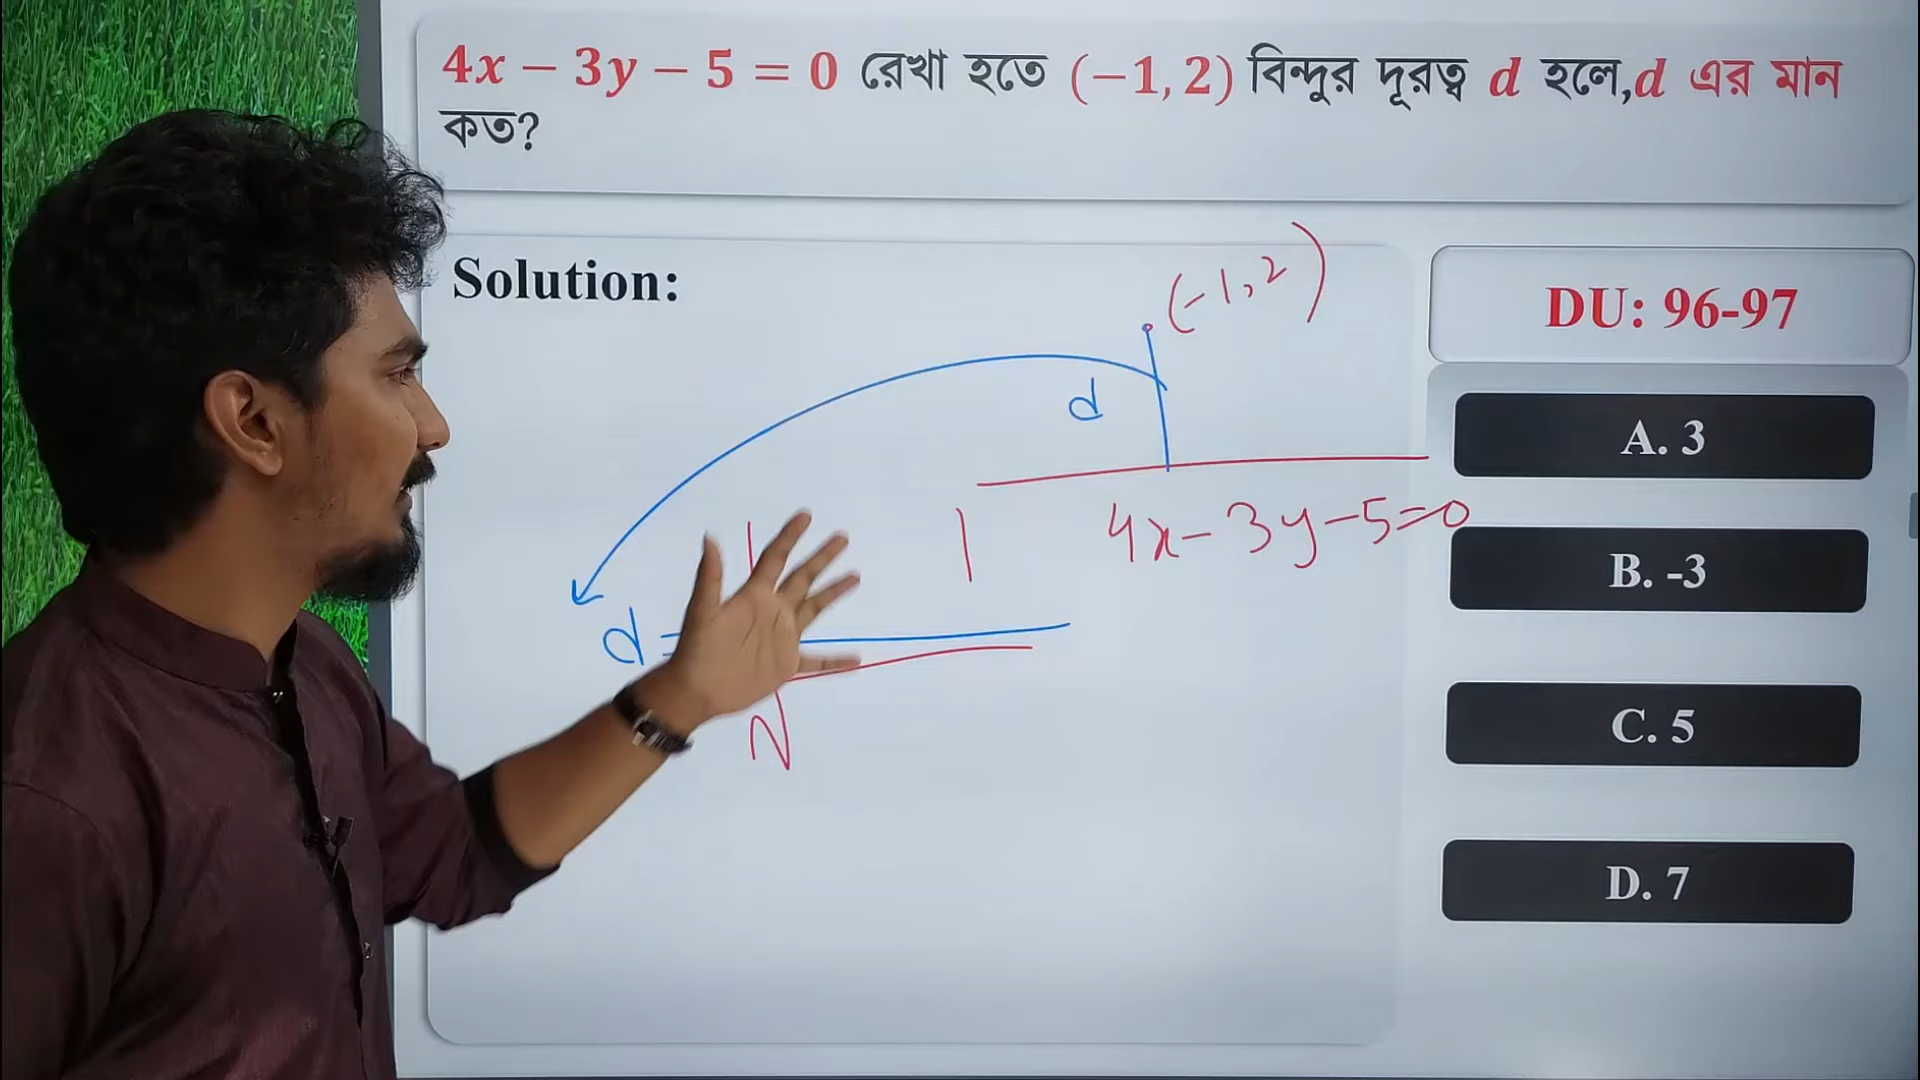 4x − 3y − 5 = 0 রেখা হতে (−1, 2) বিন্দুর দূরত্ব d হলে,d এর মান
কত?
Solution:
(-1,2)
d
4x-3y-5=0
d=
√
DU: 96-97
A. 3
B. -3
C. 5
D. 7